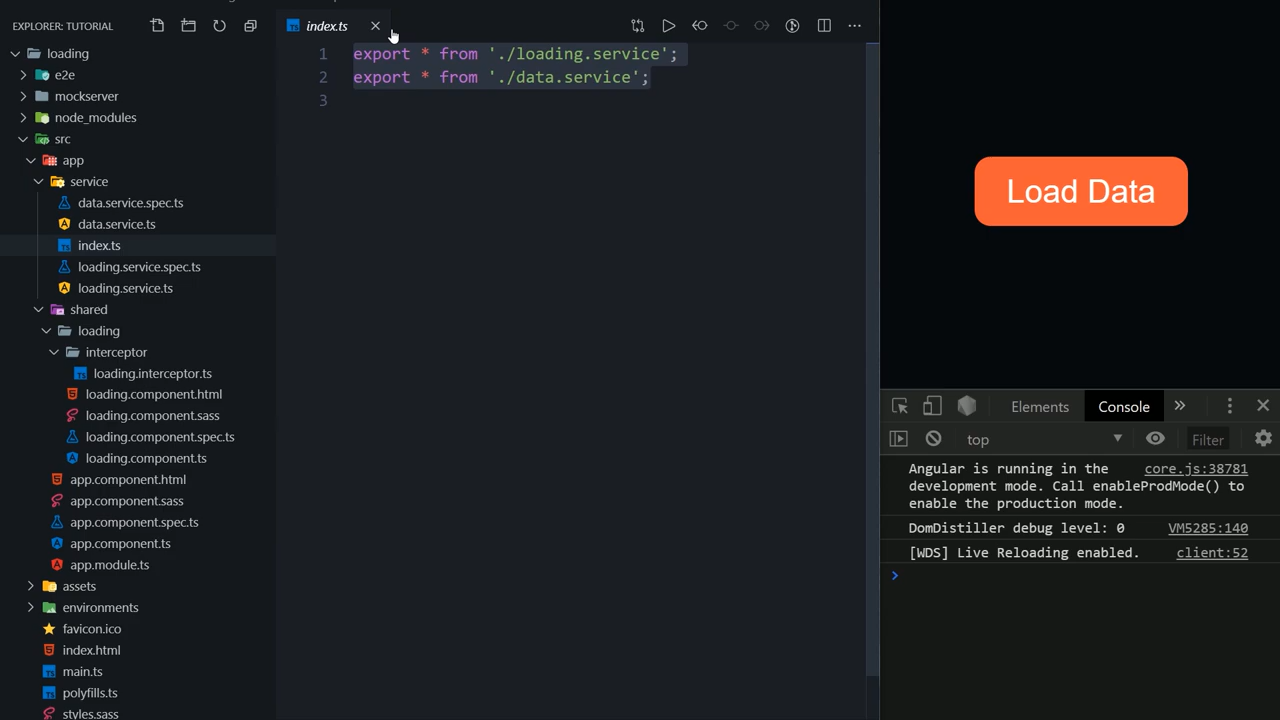 EXPLORER: TUTORIAL
loading
e2e
mockserver
node_modules
src
app
service
data.service.spec.ts
data.service.ts
index.ts
loading.service.spec.ts
loading.service.ts
shared
loading
interceptor
loading.interceptor.ts
loading.component.html
loading.component.sass
loading.component.spec.ts
loading.component.ts
app.component.html
app.component.sass
app.component.spec.ts
app.component.ts
app.module.ts
assets
environments
favicon.ico
index.html
main.ts
polyfills.ts
styles.sass
index.ts
1 export * from './loading.service';
2 export * from './data.service';
3
Load Data
Elements Console »
top Filter
Angular is running in the core.js:38781
development mode. Call enableProdMode() to
enable the production mode.
DomDistiller debug level: 0 VM5285:140
[WDS] Live Reloading enabled. client:52